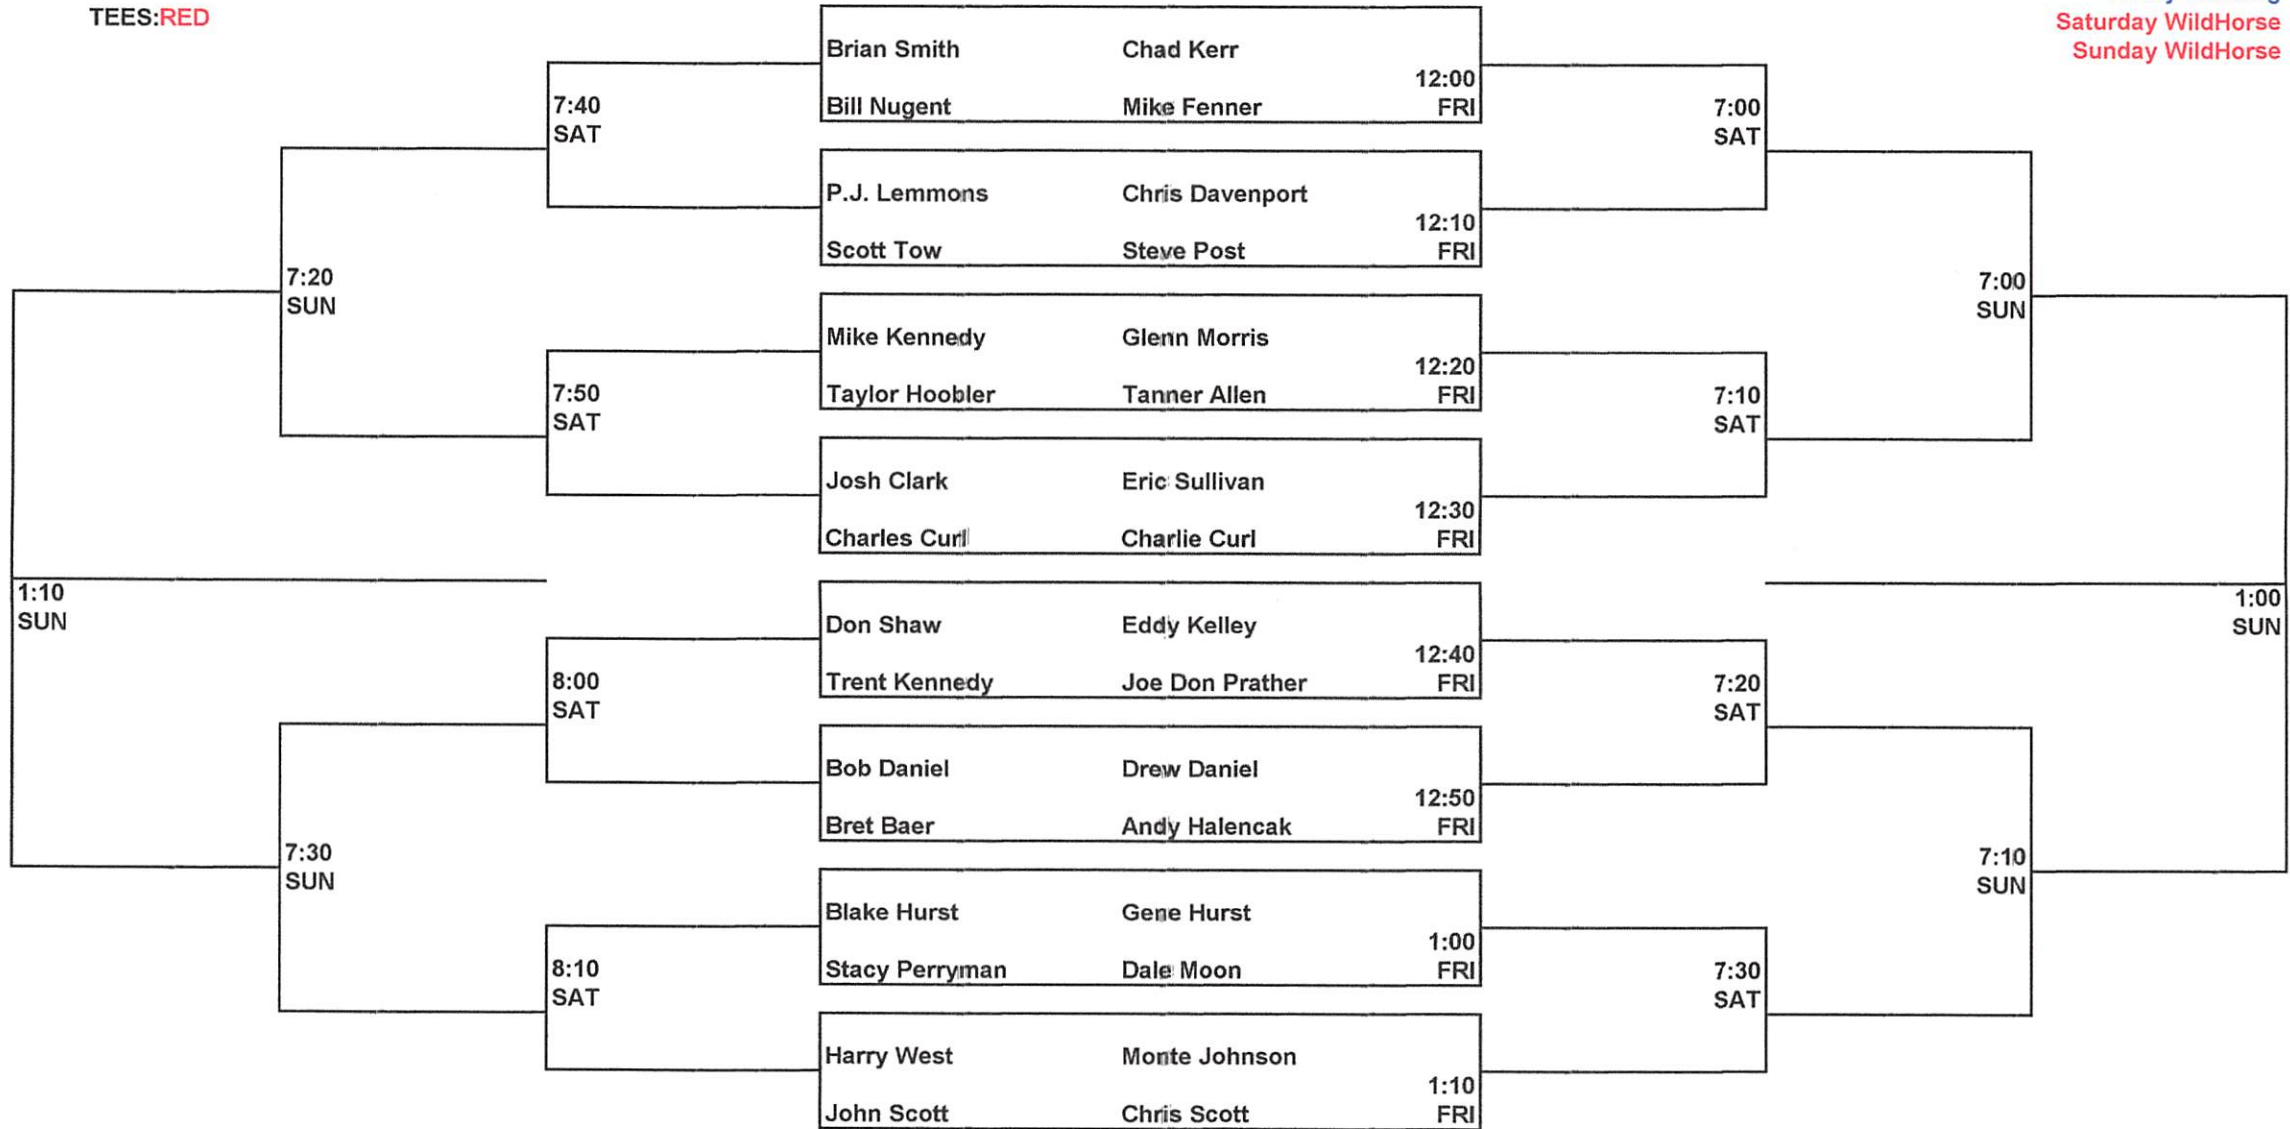 TEES:RED
Saturday WildHorse
Sunday WildHorse
Brian Smith Chad Kerr
12:00
Bill Nugent Mike Fenner FRI
7:40
SAT
7:00
SAT
P.J. Lemmons Chris Davenport
12:10
Scott Tow Steve Post FRI
7:20
SUN
7:00
SUN
Mike Kennedy Glenn Morris
12:20
Taylor Hoobler Tanner Allen FRI
7:50
SAT
7:10
SAT
Josh Clark Eric Sullivan
12:30
Charles Curl Charlie Curl FRI
1:10
SUN
1:00
SUN
Don Shaw Eddy Kelley
12:40
Trent Kennedy Joe Don Prather FRI
8:00
SAT
7:20
SAT
Bob Daniel Drew Daniel
12:50
Bret Baer Andy Halencak FRI
7:30
SUN
7:10
SUN
Blake Hurst Gene Hurst
1:00
Stacy Perryman Dale Moon FRI
8:10
SAT
7:30
SAT
Harry West Monte Johnson
1:10
John Scott Chris Scott FRI